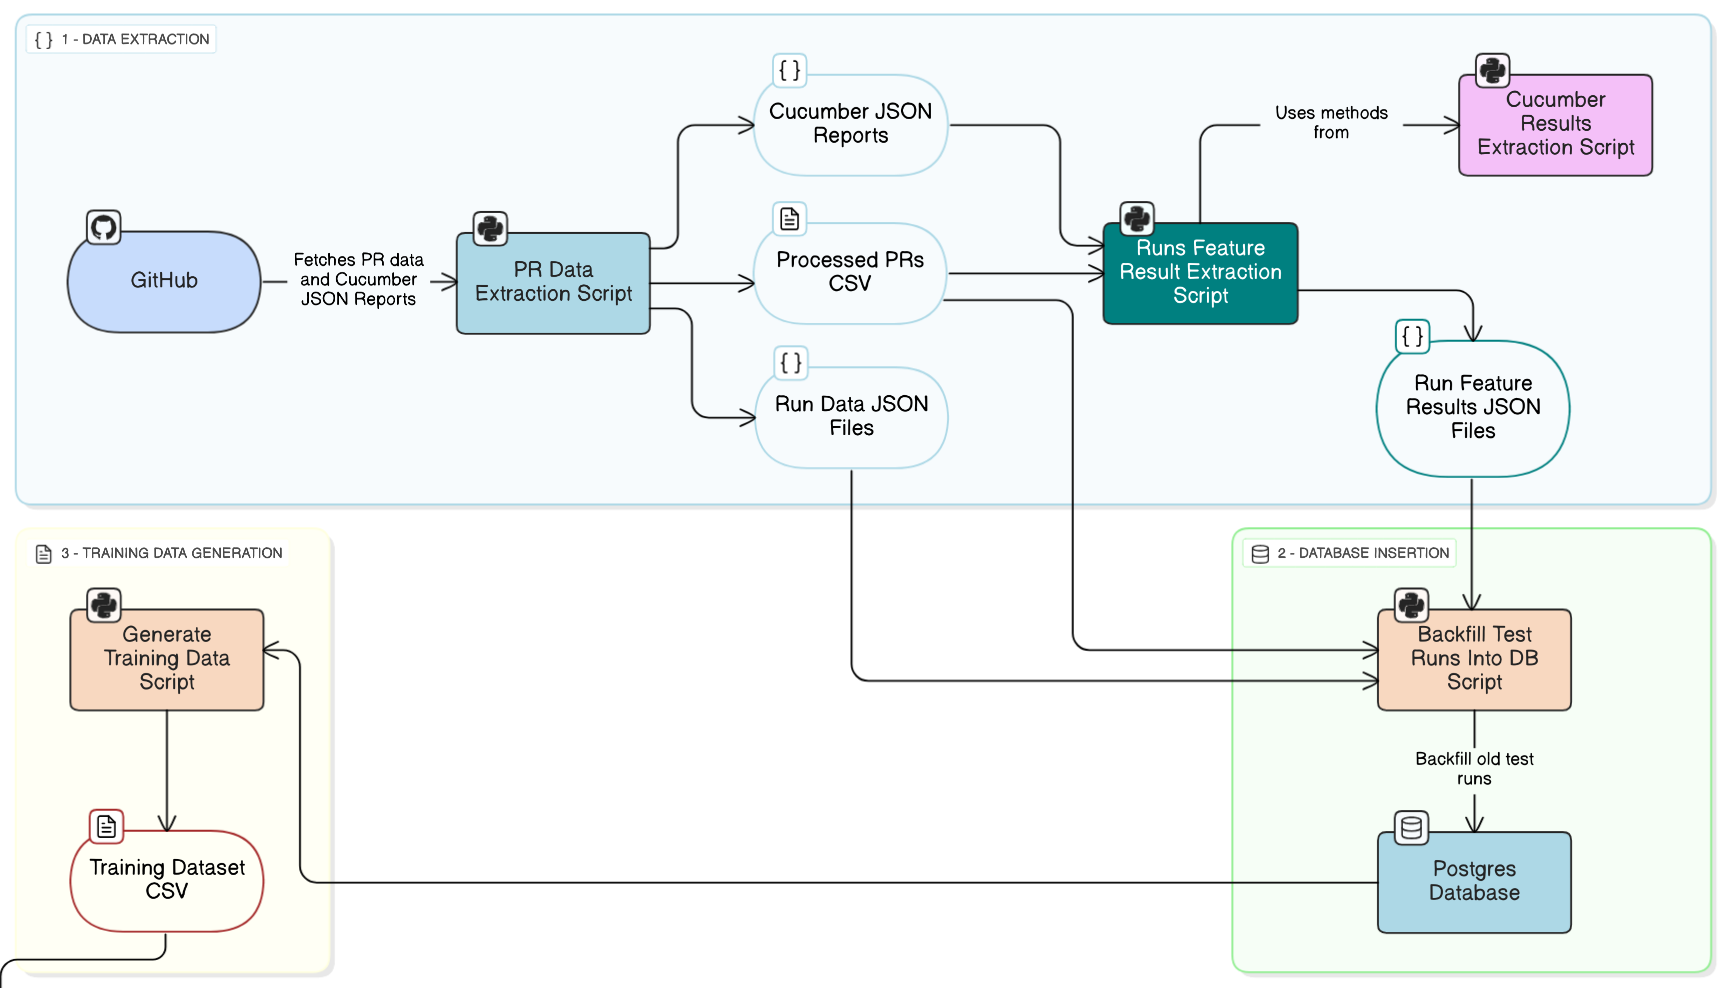 { } 1 - DATA EXTRACTION
{ }
Cucumber JSON
Reports
Uses methods
from
Cucumber
Results
Extraction Script
GitHub
Fetches PR data
and Cucumber
JSON Reports
PR Data
Extraction Script
Processed PRs
CSV
Runs Feature
Result Extraction
Script
{ }
Run Data JSON
Files
{ }
Run Feature
Results JSON
Files
3 - TRAINING DATA GENERATION
Generate
Training Data
Script
Training Dataset
CSV
2 - DATABASE INSERTION
Backfill Test
Runs Into DB
Script
Backfill old test
runs
Postgres
Database